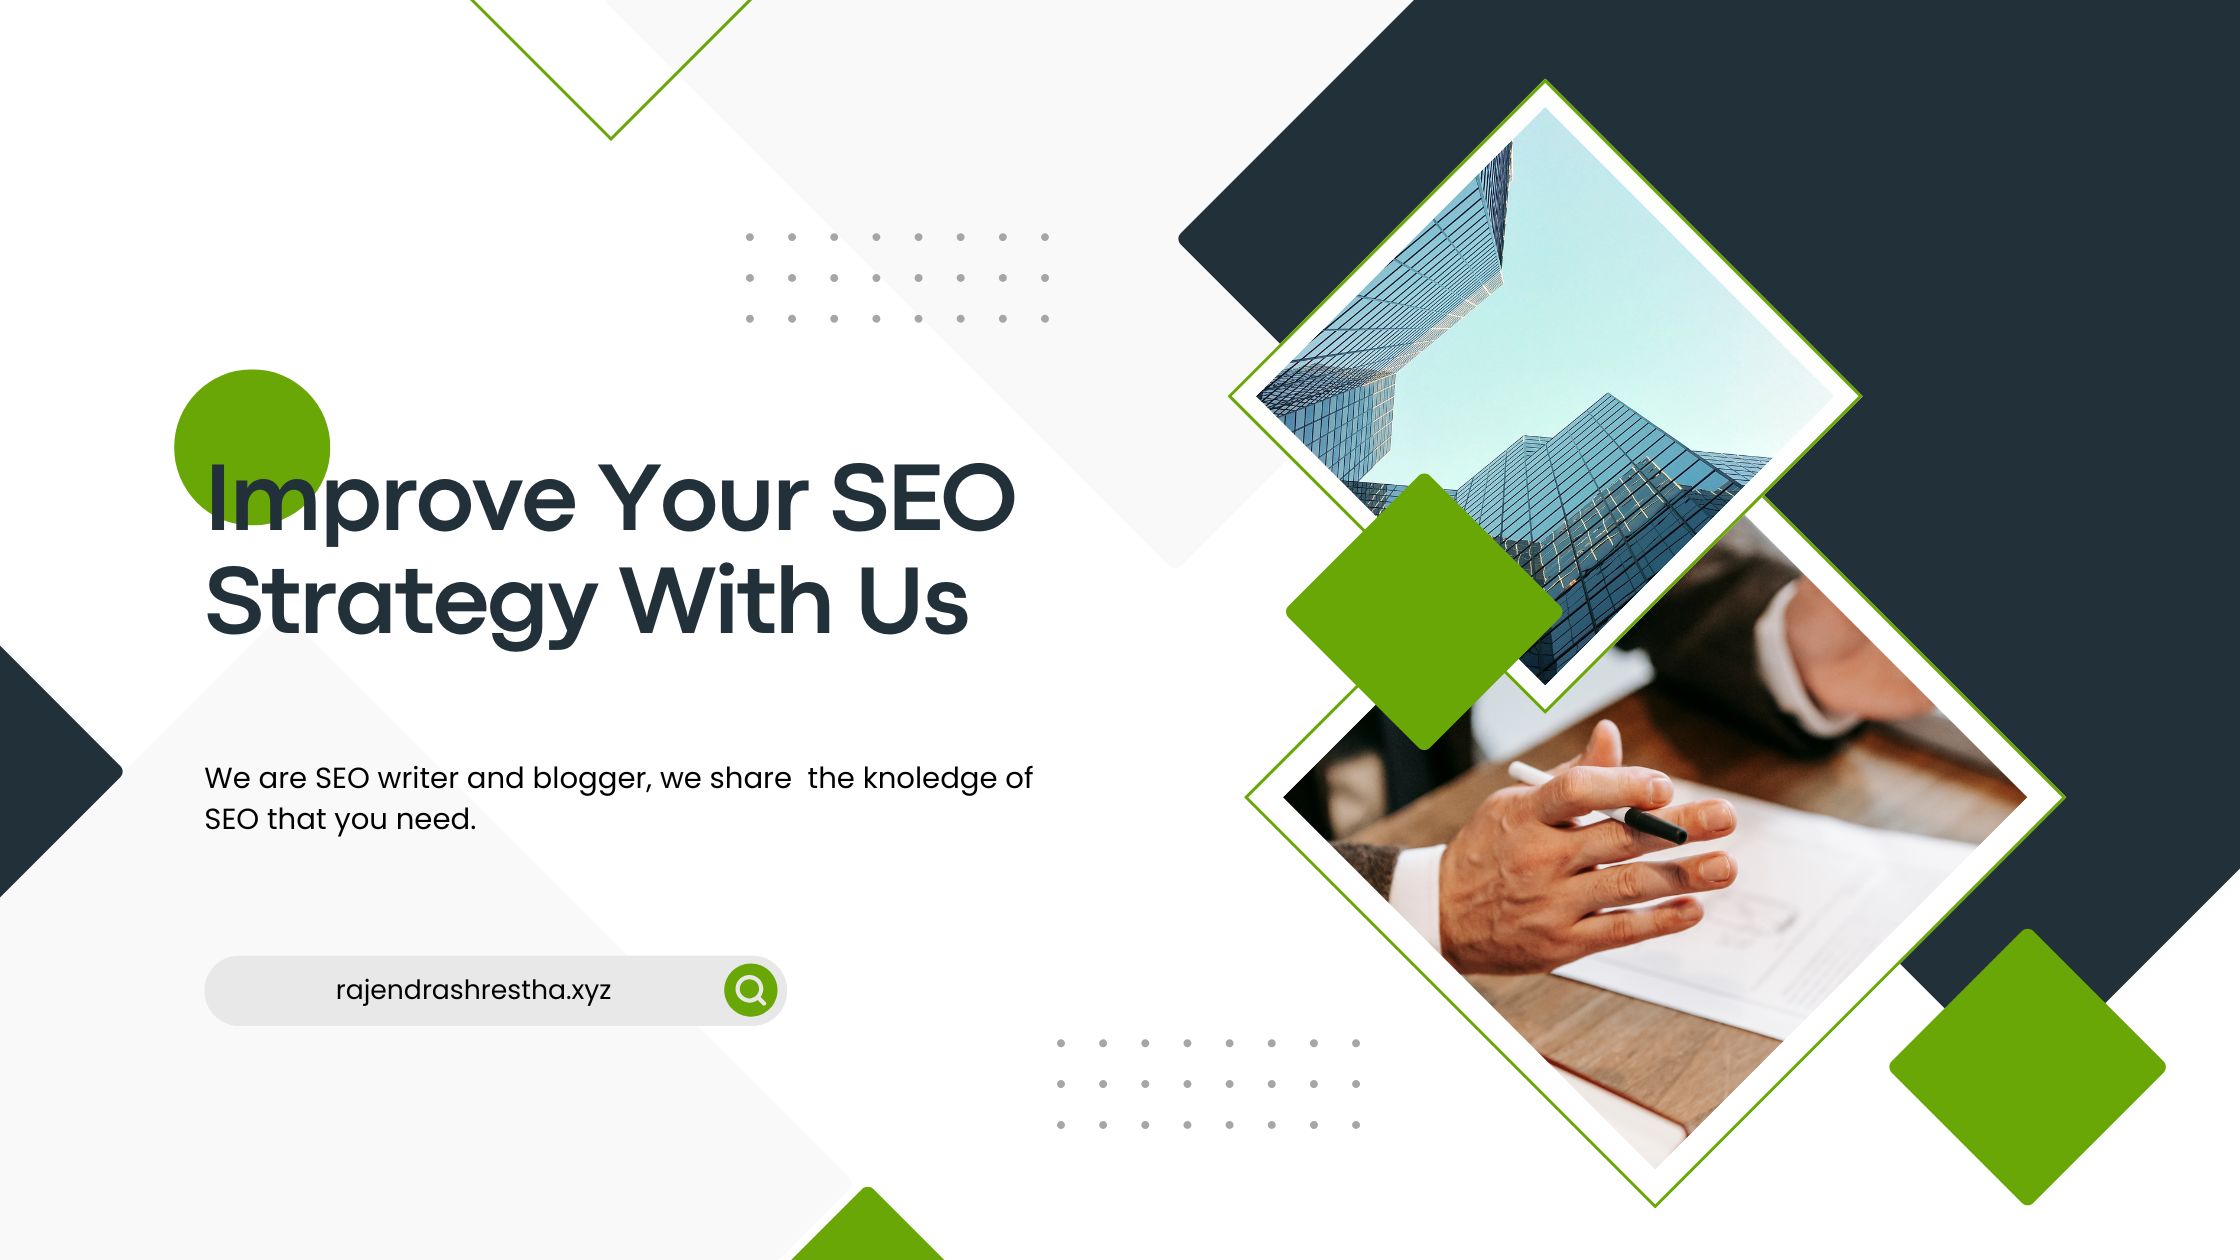 Improve Your SEO
Strategy With Us
We are SEO writer and blogger, we share  the knoledge of
SEO that you need.
rajendrashrestha.xyz